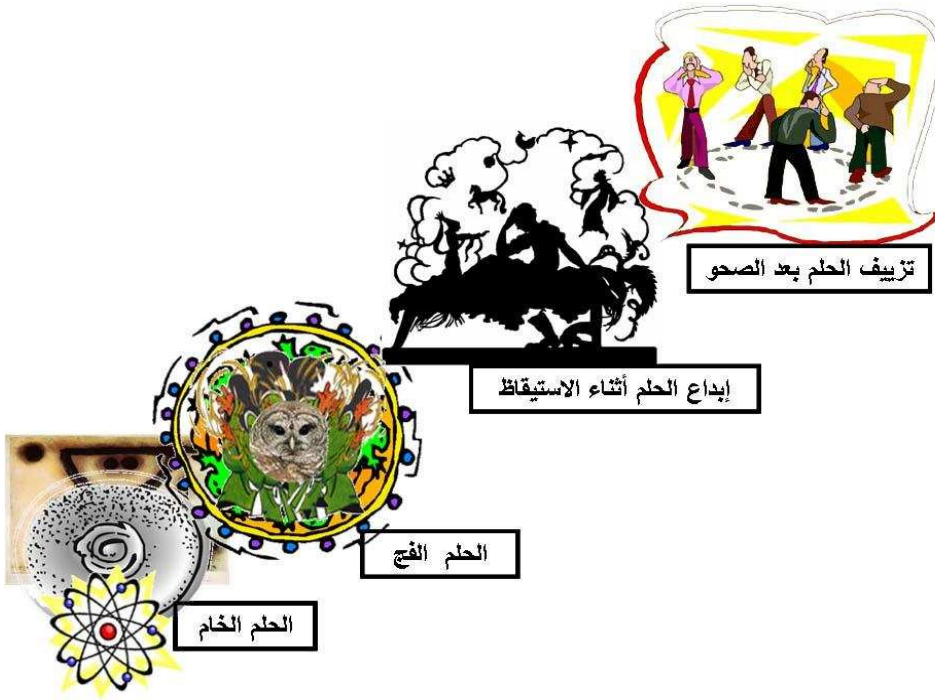 تزييف الحلم بعد الصحو
إبداع الحلم أثناء الاستيقاظ
الحلم الفج
الحلم الخام